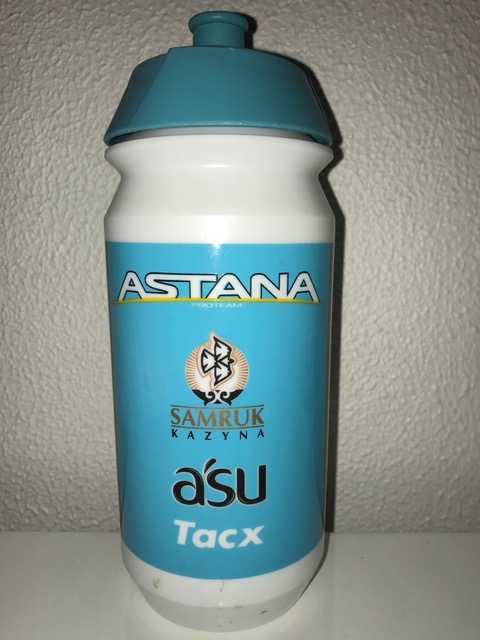 ASTANA
PROTEAM
SAMRUK
KAZYNA
a'su
Tacx